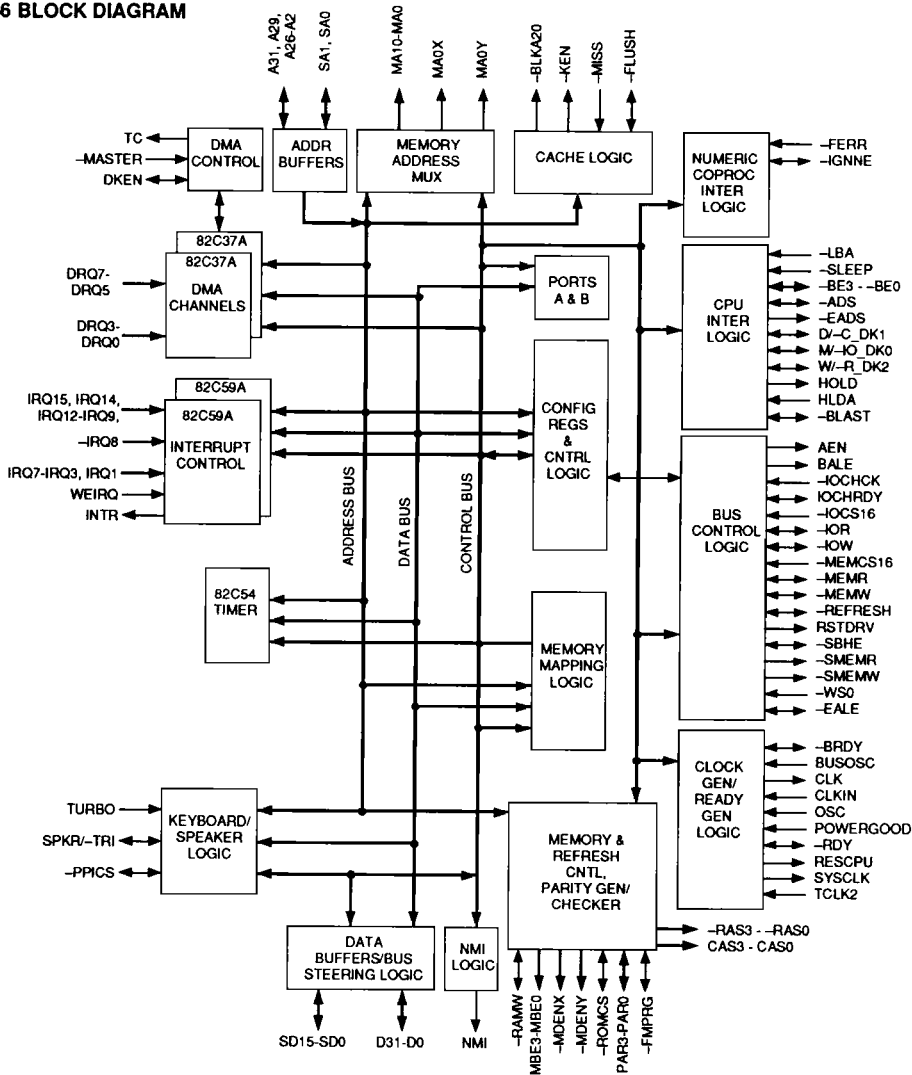 6 BLOCK DIAGRAM
A31, A29,
A26-A2
SA1, SA0
MA10-MA0
MA0X
MA0Y
–BLKA20
–KEN
–MISS
–FLUSH
TC
–MASTER
DKEN
DMA
CONTROL
ADDR
BUFFERS
MEMORY
ADDRESS
MUX
CACHE LOGIC
NUMERIC
COPROC
INTER
LOGIC
–FERR
–IGNNE
82C37A
82C37A
DMA
CHANNELS
DRQ7-
DRQ5
DRQ3-
DRQ0
PORTS
A & B
CPU
INTER
LOGIC
–LBA
–SLEEP
–BE3 - –BE0
–ADS
–EADS
D/–C_DK1
M/–IO_DK0
W/–R_DK2
HOLD
HLDA
–BLAST
82C59A
82C59A
INTERRUPT
CONTROL
IRQ15, IRQ14,
IRQ12-IRQ9,
–IRQ8
IRQ7-IRQ3, IRQ1
WEIRQ
INTR
CONFIG
REGS
&
CNTRL
LOGIC
ADDRESS BUS
DATA BUS
CONTROL BUS
BUS
CONTROL
LOGIC
AEN
BALE
–IOCHCK
IOCHRDY
–IOCS16
–IOR
–IOW
–MEMCS16
–MEMR
–MEMW
–REFRESH
RSTDRV
–SBHE
–SMEMR
–SMEMW
–WS0
–EALE
82C54
TIMER
MEMORY
MAPPING
LOGIC
CLOCK
GEN/
READY
GEN
LOGIC
–BRDY
BUSOSC
CLK
CLKIN
OSC
POWERGOOD
–RDY
RESCPU
SYSCLK
TCLK2
TURBO
SPKR/–TRI
–PPICS
KEYBOARD/
SPEAKER
LOGIC
MEMORY &
REFRESH
CNTL,
PARITY GEN/
CHECKER
–RAS3 - –RAS0
CAS3 - CAS0
DATA
BUFFERS/BUS
STEERING LOGIC
NMI
LOGIC
SD15-SD0
D31-D0
NMI
–RAMW
MBE3-MBE0
–MDENX
–MDENY
–ROMCS
PAR3-PAR0
–FMPRG